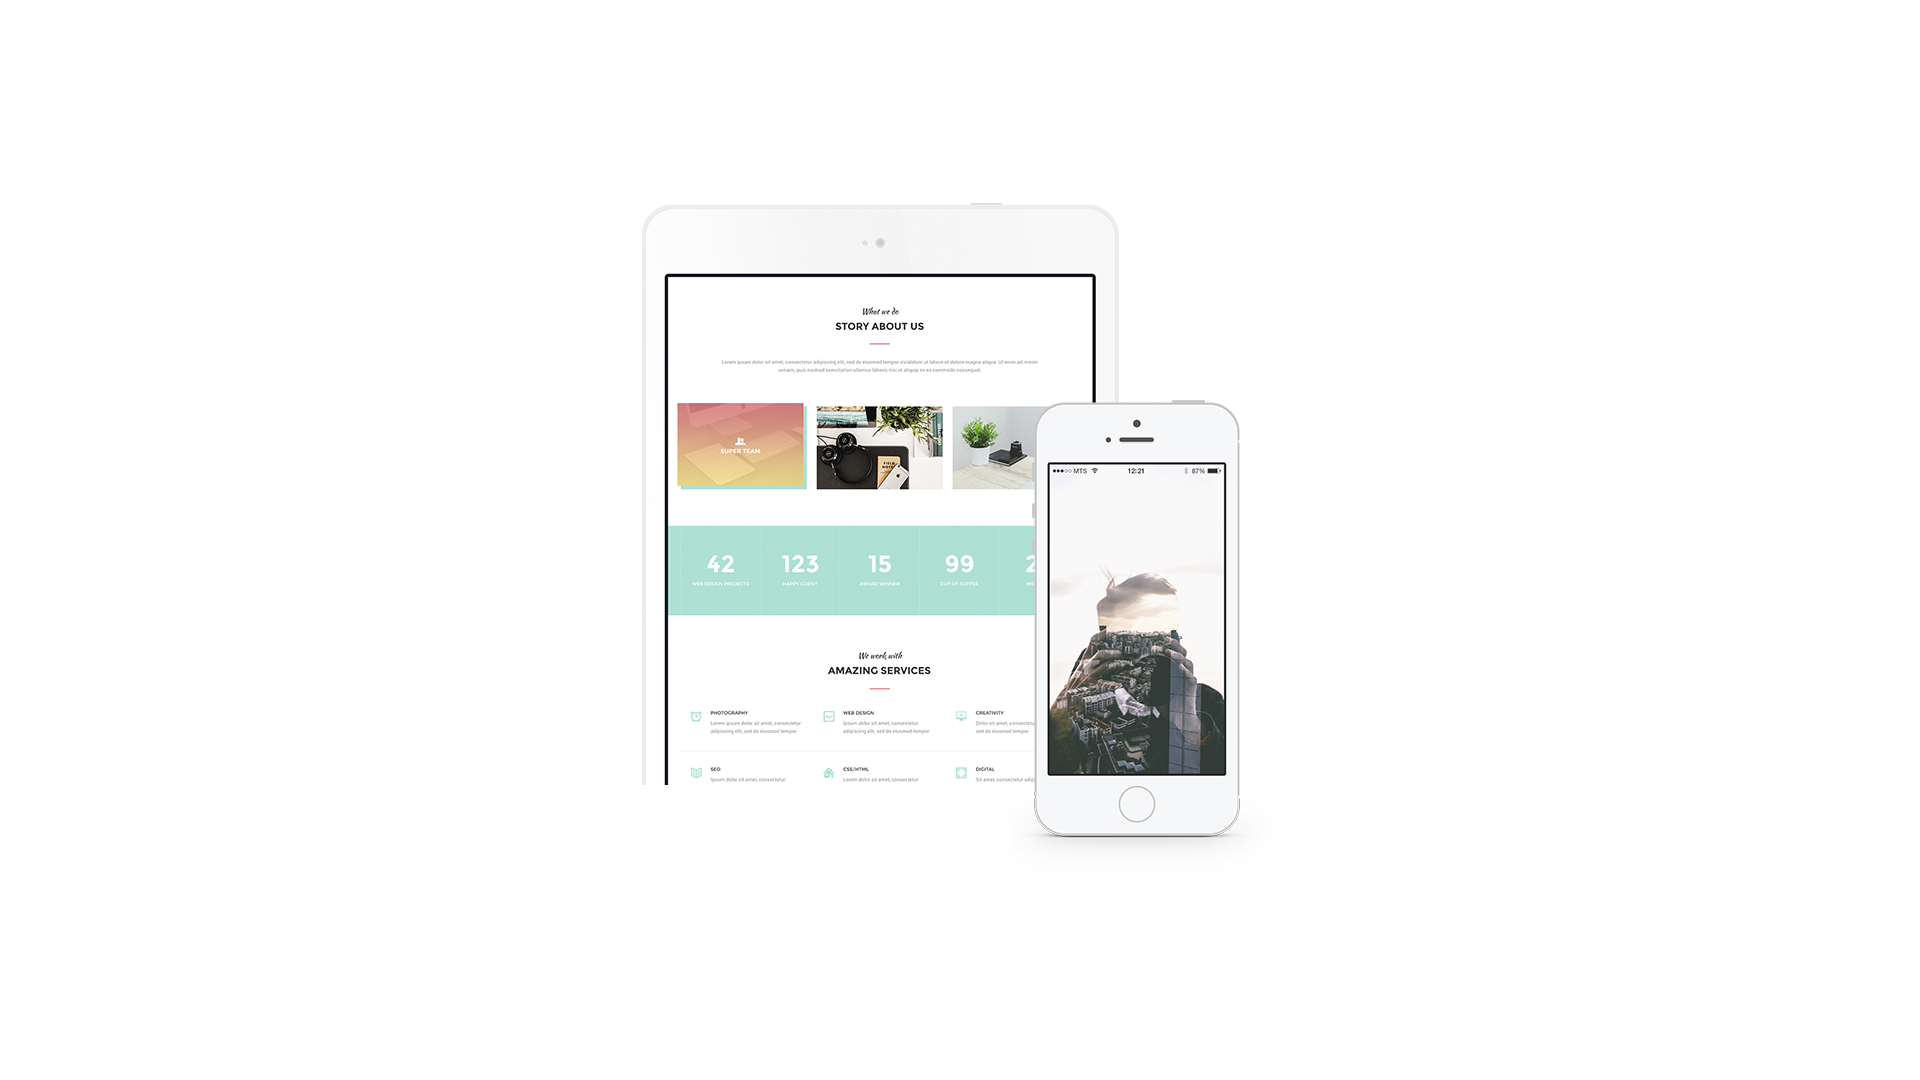 What we do
STORY ABOUT US
Lorem ipsum dolor sit amet, consectetur adipiscing elit, sed do eiusmod tempor incididunt ut labore et dolore magna aliqua. Ut enim ad minim
veniam, quis nostrud exercitation ullamco laboris nisi ut aliquip ex ea commodo consequat.
SUPER TEAM
FIELD NOTES
42 123 15 99 2
WEB DESIGN PROJECTS HAPPY CLIENT AWARD WINNER CUP OF COFFEE ME
We work with
AMAZING SERVICES
PHOTOGRAPHY WEB DESIGN CREATIVITY
Lorem ipsum dolor sit amet, consectetur Ipsum dolor sit amet, consectetur Dolor sit amet, consectetu
adipiscing elit, sed do eiusmod tempor. adipiscing elit, sed do eiusmod tempor. sed do eiusmod tempor.
SEO CSS/HTML DIGITAL
Ipsum dolor sit amet, consectetur Lorem dolor sit amet, consectetur Sit amet, consectetur adip
MTS 12:21 87%